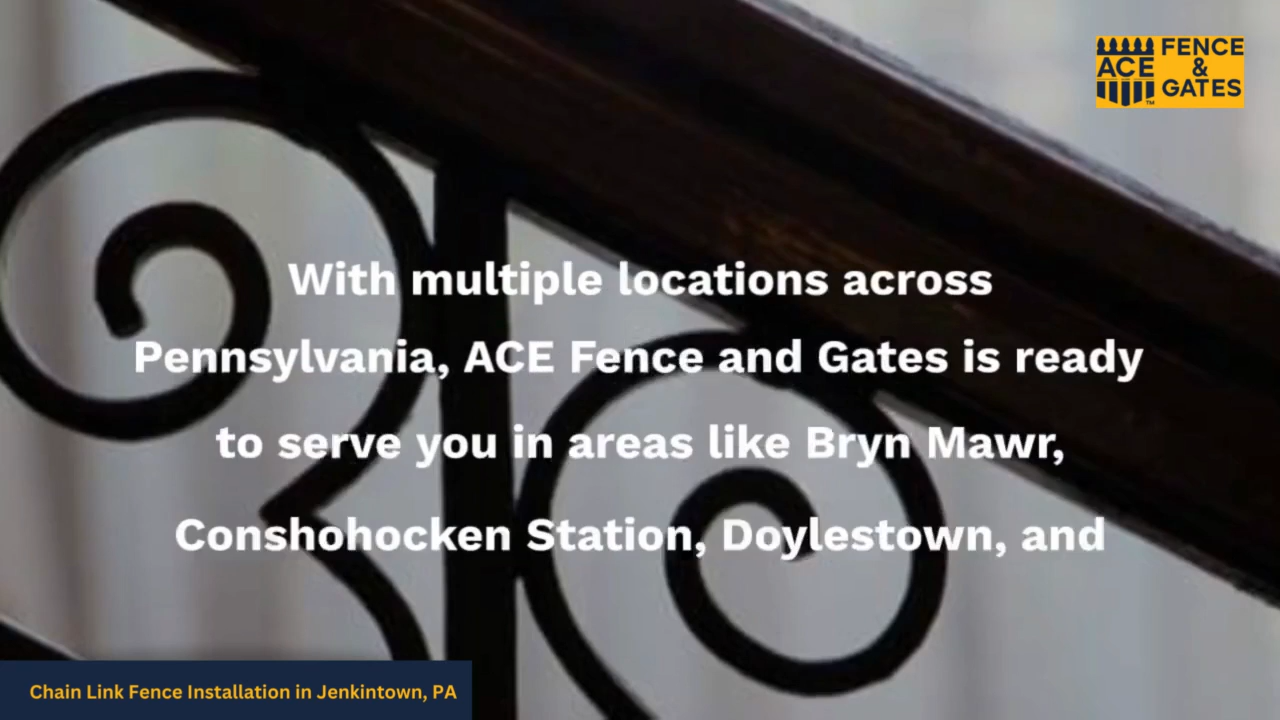 FENCE
ACE &
GATES
TM
With multiple locations across
Pennsylvania, ACE Fence and Gates is ready
to serve you in areas like Bryn Mawr,
Conshohocken Station, Doylestown, and
Chain Link Fence Installation in Jenkintown, PA